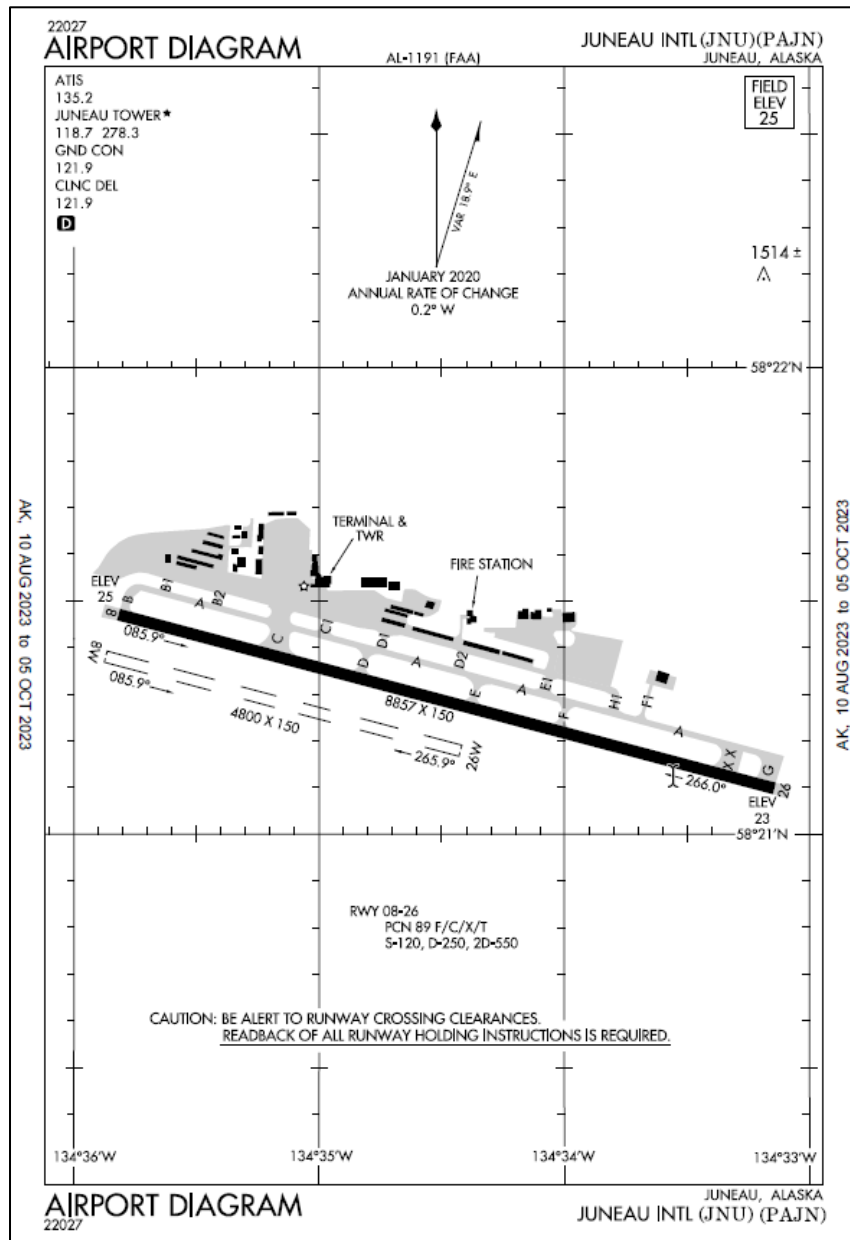 22027
AIRPORT DIAGRAM
AL-1191 (FAA)
JUNEAU INTL (JNU) (PAJN)
JUNEAU, ALASKA
ATIS
135.2
JUNEAU TOWER★
118.7 278.3
GND CON
121.9
CLNC DEL
121.9
D
FIELD
ELEV
25
VAR 18.9° E
1514 ±
JANUARY 2020
ANNUAL RATE OF CHANGE
0.2° W
58°22'N
AK, 10 AUG 2023 to 05 OCT 2023
AK, 10 AUG 2023 to 05 OCT 2023
TERMINAL &
TWR
FIRE STATION
ELEV
25
8
B
B1
A
B2
C
C1
D
D1
A
D2
E
A
E1
F
H1
F1
A
X X
G
26
085.9°
8W
085.9°
4800 X 150
8857 X 150
265.9°
26W
266.0°
ELEV
23
58°21'N
RWY 08-26
PCN 89 F/C/X/T
S-120, D-250, 2D-550
CAUTION: BE ALERT TO RUNWAY CROSSING CLEARANCES.
READBACK OF ALL RUNWAY HOLDING INSTRUCTIONS IS REQUIRED.
134°36'W
134°35'W
134°34'W
134°33'W
AIRPORT DIAGRAM
22027
JUNEAU, ALASKA
JUNEAU INTL (JNU) (PAJN)